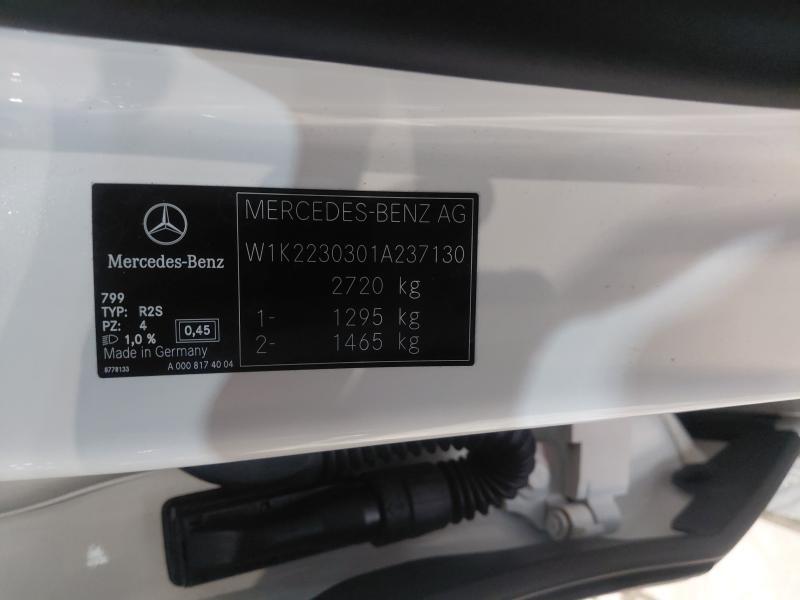 Mercedes-Benz
799
TYP: R2S
PZ: 4
1,0 %
0,45
Made in Germany
8778133
A 000 817 40 04
MERCEDES-BENZ AG
W1K2230301A237130
2720 kg
1- 1295 kg
2- 1465 kg